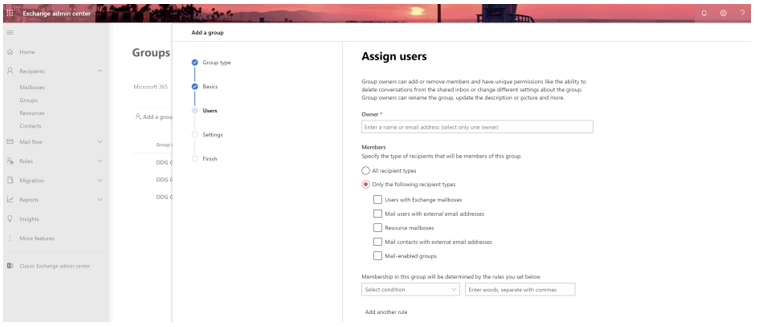 Exchange admin center
?
Add a group
Home
Recipients
Mailboxes
Groups
Resources
Contacts
Mail flow
Roles
Migration
Reports
Insights
More features
Classic Exchange admin center
Groups
Microsoft 365
Add a grou
Group
DDG
DDG
DDG
Group type
Basics
Users
Settings
Finish
Assign users
Group owners can add or remove members and have unique permissions like the ability to
delete conversations from the shared inbox or change different settings about the group.
Group owners can rename the group, update the description or picture and more.
Owner *
Enter a name or email address (select only one owner)
Members
Specify the type of recipients that will be members of this group.
All recipient types
Only the following recipient types
Users with Exchange mailboxes
Mail users with external email addresses
Resource mailboxes
Mail contacts with external email addresses
Mail-enabled groups
Membership in this group will be determined by the rules you set below
Select condition
Enter words, separate with commas
Add another rule